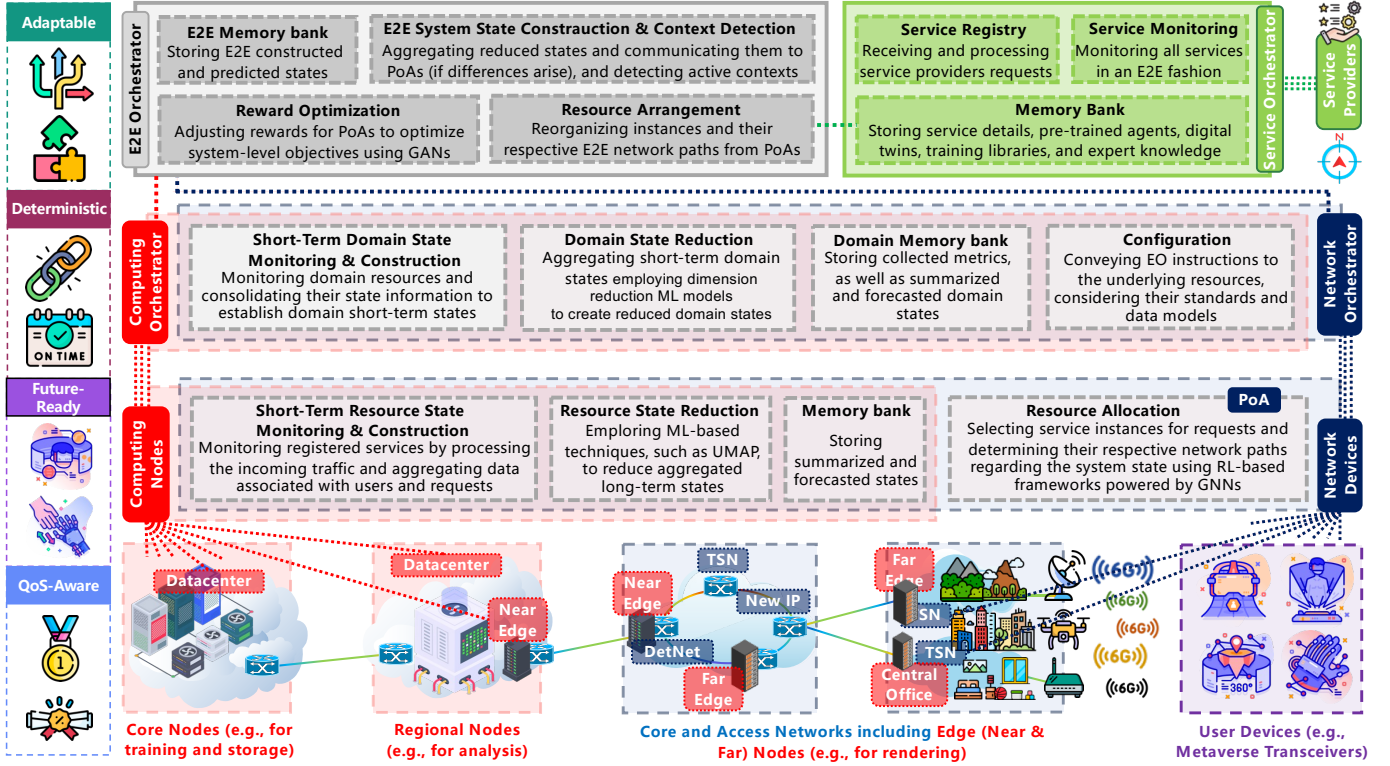 Adaptable
Deterministic
Future-
Ready
QoS-Aware
ON TIME
E2E Orchestrator
E2E Memory bank
Storing E2E constructed
and predicted states
E2E System State Constrauction & Context Detection
Aggregating reduced states and communicating them to
PoAs (if differences arise), and detecting active contexts
Reward Optimization
Adjusting rewards for PoAs to optimize
system-level objectives using GANs
Resource Arrangement
Reorganizing instances and their
respective E2E network paths from PoAs
Service Registry
Receiving and processing
service providers requests
Service Monitoring
Monitoring all services
in an E2E fashion
Memory Bank
Storing service details, pre-trained agents, digital
twins, training libraries, and expert knowledge
Service Orchestrator
Service
Providers
N
Computing
Orchestrator
Short-Term Domain State
Monitoring & Construction
Monitoring domain resources and
consolidating their state information to
establish domain short-term states
Domain State Reduction
Aggregating short-term domain
states employing dimension
reduction ML models
to create reduced domain states
Domain Memory bank
Storing collected metrics,
as well as summarized
and forecasted domain
states
Configuration
Conveying EO instructions to
the underlying resources,
considering their standards and
data models
Network
Orchestrator
Computing
Nodes
Short-Term Resource State
Monitoring & Construction
Monitoring registered services by processing
the incoming traffic and aggregating data
associated with users and requests
Resource State Reduction
Emploring ML-based
techniques, such as UMAP,
to reduce aggregated
long-term states
Memory bank
Storing
summarized and
forecasted states
PoA
Resource Allocation
Selecting service instances for requests and
determining their respective network paths
regarding the system state using RL-based
frameworks powered by GNNs
Network
Devices
Datacenter
Datacenter
Near
Edge
Near
Edge
TSN
New IP
DetNet
Far
Edge
Far
Edge
SN
TSN
Central
Office
6G
6G
6G
6G
6G
360°
Core Nodes (e.g., for
training and storage)
Regional Nodes
(e.g., for analysis)
Core and Access Networks including Edge (Near &
Far) Nodes (e.g., for rendering)
User Devices (e.g.,
Metaverse Transceivers)